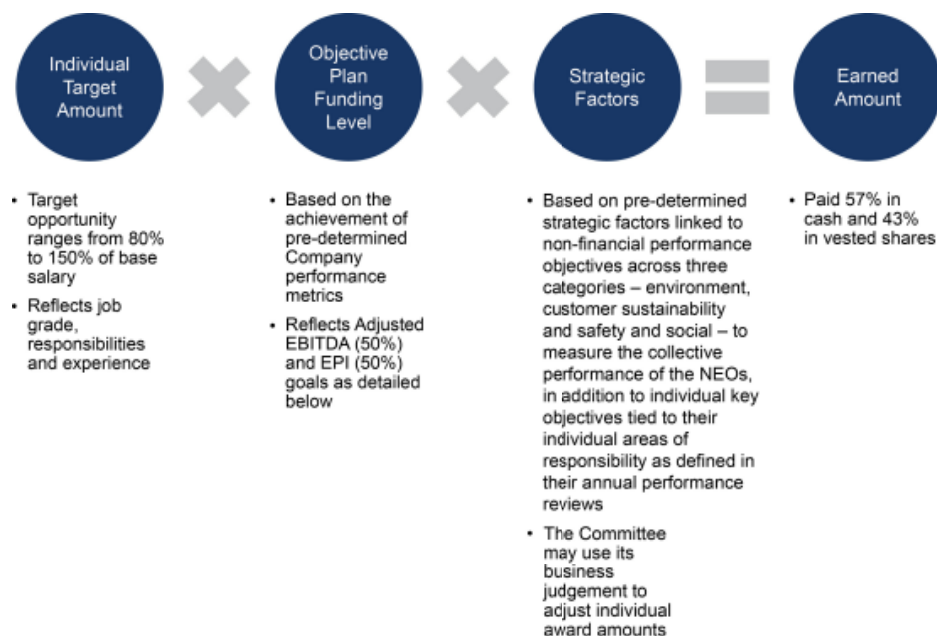 Individual
Target
Amount
Objective
Plan
Funding
Level
Strategic
Factors
Earned
Amount
• Target
opportunity
ranges from 80%
to 150% of base
salary
• Reflects job
grade,
responsibilities
and experience
• Based on the
achievement of
pre-determined
Company
performance
metrics
• Reflects Adjusted
EBITDA (50%)
and EPI (50%)
goals as detailed
below
• Based on pre-determined
strategic factors linked to
non-financial performance
objectives across three
categories – environment,
customer sustainability
and safety and social – to
measure the collective
performance of the NEOs,
in addition to individual key
objectives tied to their
individual areas of
responsibility as defined in
their annual performance
reviews
• The Committee
may use its
business
judgement to
adjust individual
award amounts
• Paid 57% in
cash and 43%
in vested shares